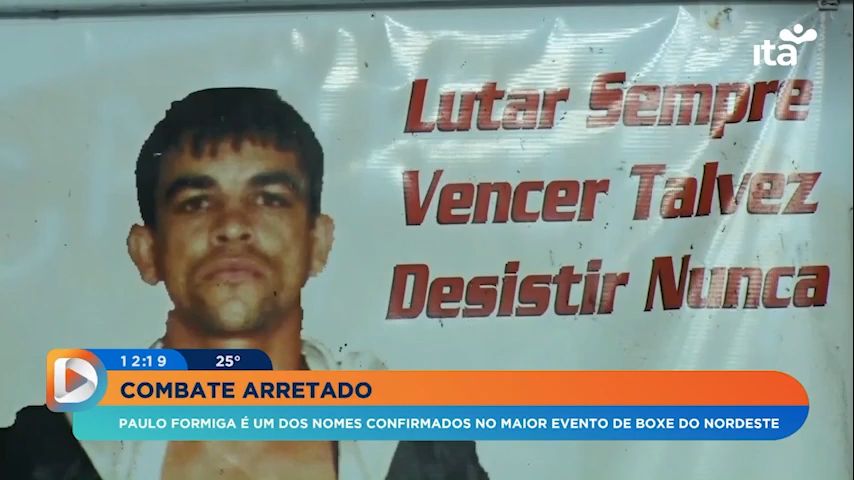 ita
Lutar Sempre
Vencer Talvez
Desistir Nunca
12:19 25°
COMBATE ARRETADO
PAULO FORMIGA É UM DOS NOMES CONFIRMADOS NO MAIOR EVENTO DE BOXE DO NORDESTE